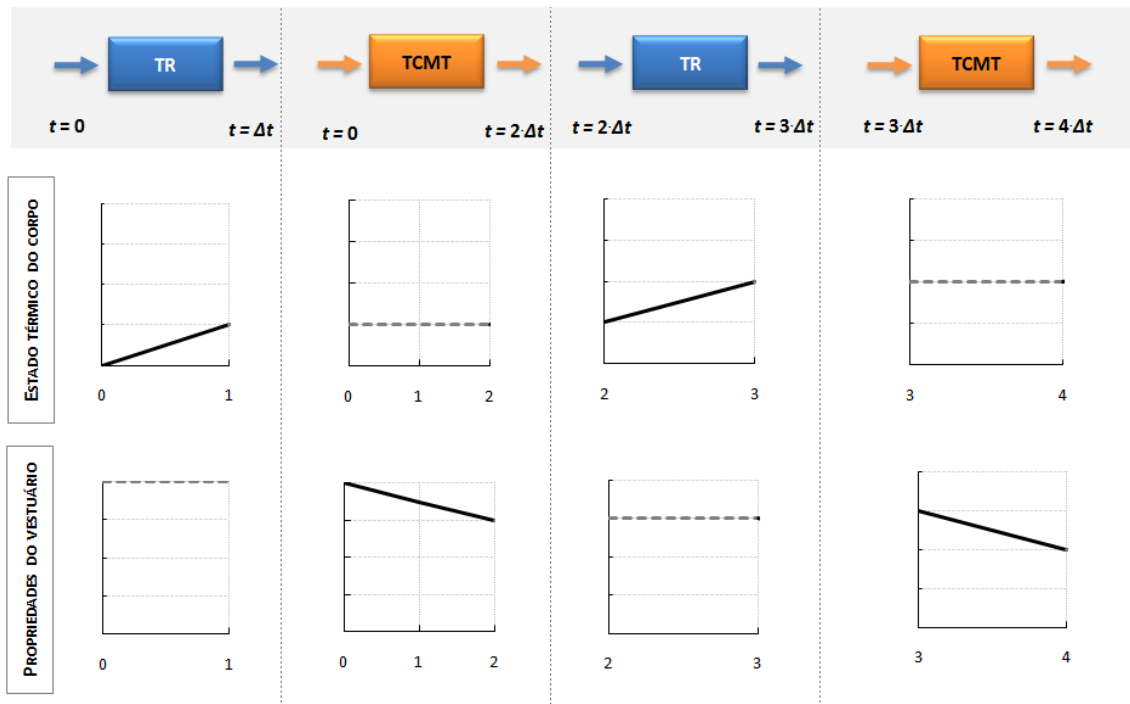 TR
TCMT
TR
TCMT
t = 0
t = Δt
t = 0
t = 2·Δt
t = 2·Δt
t = 3·Δt
t = 3·Δt
t = 4·Δt
ESTADO TÉRMICO DO CORPO
0
1
0
1
2
2
3
3
4
PROPRIEDADES DO VESTUÁRIO
0
1
0
1
2
2
3
3
4